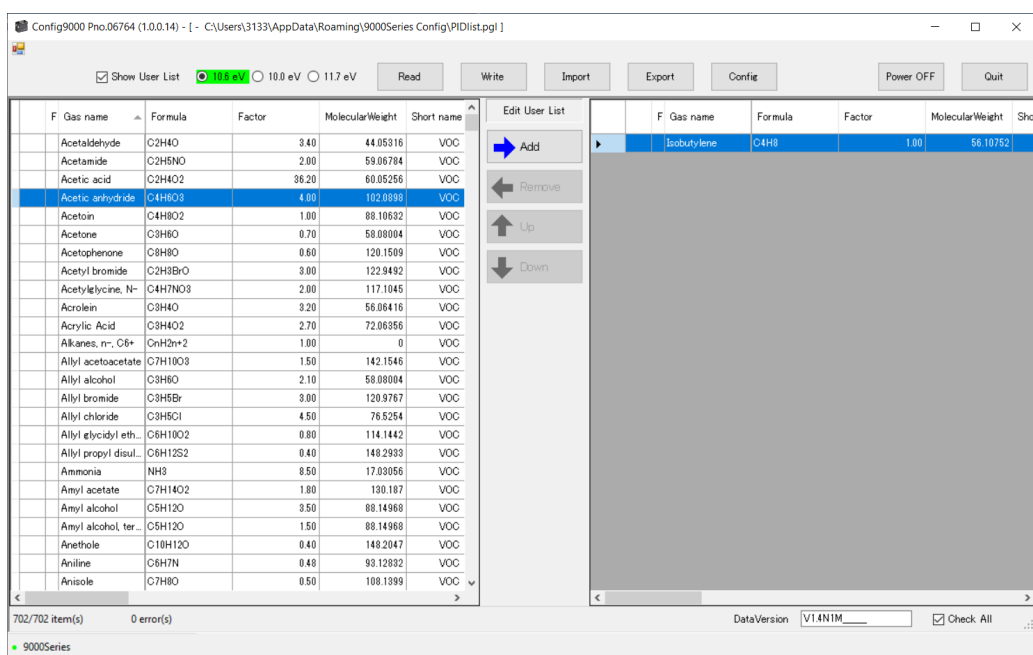 Config9000 Pno.06764 (1.0.0.14) - [ - C:\Users\3133\AppData\Roaming\9000Series Config\PIDlist.pgl ]
Show User List 10.6 eV 10.0 eV 11.7 eV Read Write Import Export Config Power OFF Quit
F Gas name Formula Factor MolecularWeight Short name
Acetaldehyde C2H4O 3.40 44.05316 VOC
Acetamide C2H5NO 2.00 59.06784 VOC
Acetic acid C2H4O2 36.20 60.05256 VOC
Acetic anhydride C4H6O3 4.00 102.0898 VOC
Acetoin C4H8O2 1.00 88.10632 VOC
Acetone C3H6O 0.70 58.08004 VOC
Acetophenone C8H8O 0.60 120.1509 VOC
Acetyl bromide C2H3BrO 3.00 122.9492 VOC
Acetylglycine, N- C4H7NO3 2.00 117.1045 VOC
Acrolein C3H4O 3.20 56.06416 VOC
Acrylic Acid C3H4O2 2.70 72.06356 VOC
Alkanes, n-, C6+ CnH2n+2 1.00 0 VOC
Allyl acetoacetate C7H10O3 1.50 142.1546 VOC
Allyl alcohol C3H6O 2.10 58.08004 VOC
Allyl bromide C3H5Br 3.00 120.9767 VOC
Allyl chloride C3H5Cl 4.50 76.5254 VOC
Allyl glycidyl eth... C6H10O2 0.80 114.1442 VOC
Allyl propyl disul... C6H12S2 0.40 148.2933 VOC
Ammonia NH3 8.50 17.03056 VOC
Amyl acetate C7H14O2 1.80 130.187 VOC
Amyl alcohol C5H12O 3.50 88.14968 VOC
Amyl alcohol, ter... C5H12O 1.50 88.14968 VOC
Anethole C10H12O 0.40 148.2047 VOC
Aniline C6H7N 0.48 93.12832 VOC
Anisole C7H8O 0.50 108.1399 VOC
Edit User List
Add
Remove
Up
Down
F Gas name Formula Factor MolecularWeight Sho
Isobutylene C4H8 1.00 56.10752
702/702 item(s) 0 error(s) DataVersion V1.4N1M____ Check All
9000Series